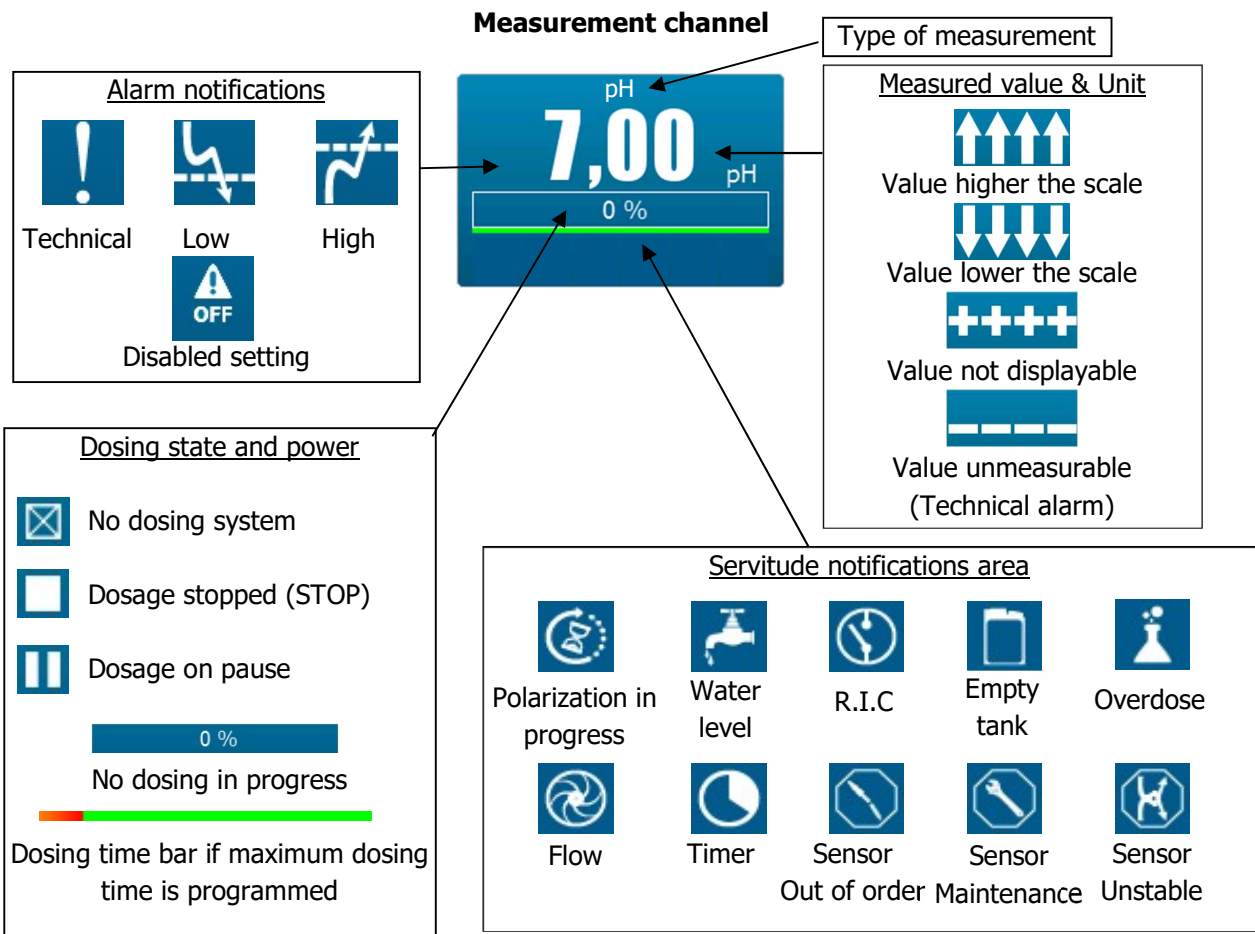 Measurement channel
Type of measurement
Alarm notifications
Technical
Low
High
OFF
Disabled setting
pH
7,00
pH
0 %
Measured value & Unit
Value higher the scale
Value lower the scale
++++
Value not displayable
– – – –
Value unmeasurable
(Technical alarm)
Dosing state and power
No dosing system
Dosage stopped (STOP)
Dosage on pause
0 %
No dosing in progress
Dosing time bar if maximum dosing
time is programmed
Servitude notifications area
Polarization in
progress
Water
level
R.I.C
Empty
tank
Overdose
Flow
Timer
Sensor
Out of order
Sensor
Maintenance
Sensor
Unstable